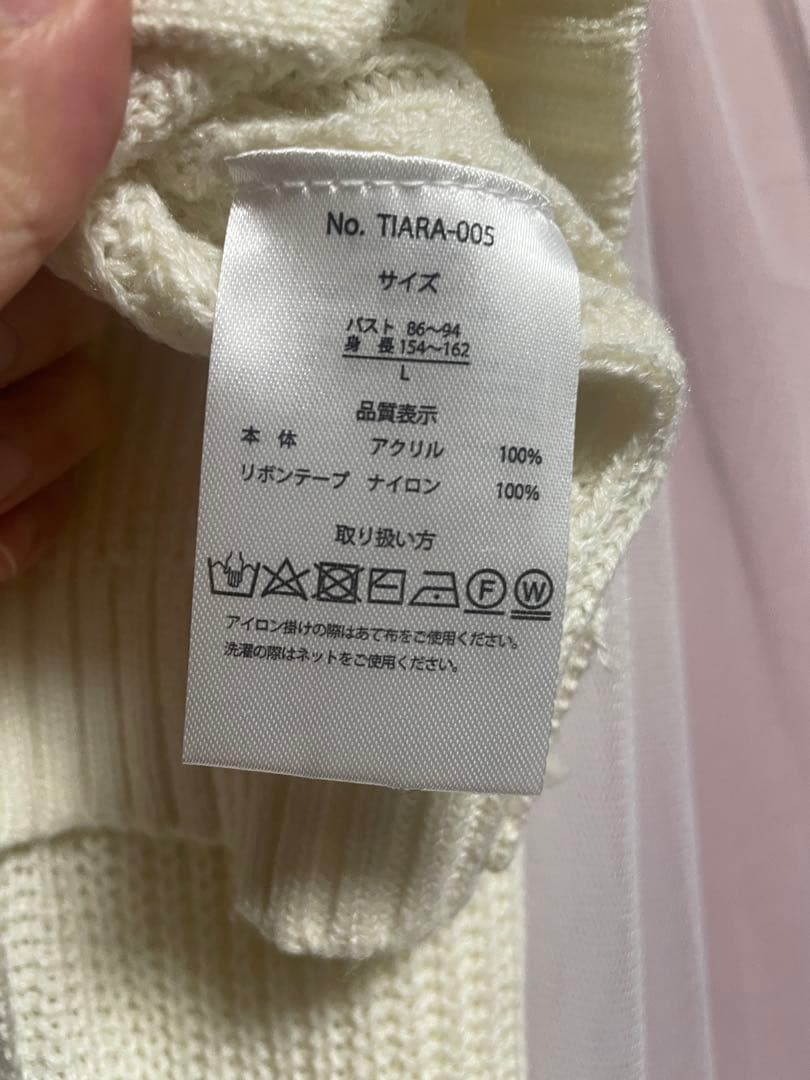 No. TIARA-005
サイズ
バスト 86～94
身 長 154～162
L
品質表示
本 体 アクリル 100%
リボンテープ ナイロン 100%
取り扱い方
F W
アイロン掛けの際はあて布をご使用ください。
洗濯の際はネットをご使用ください。